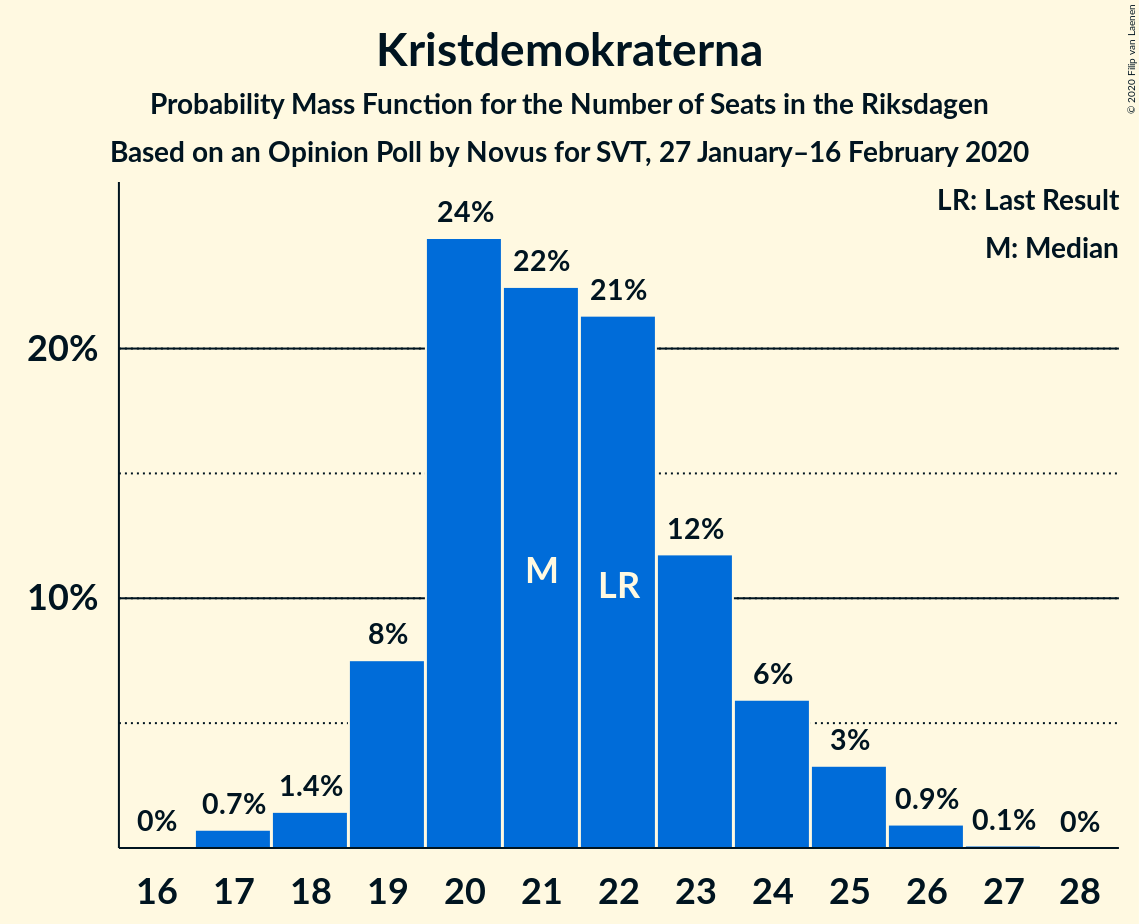 Kristdemokraterna
Probability Mass Function for the Number of Seats in the Riksdagen
Based on an Opinion Poll by Novus for SVT, 27 January–16 February 2020
© 2020 Filip van Laenen
LR: Last Result
M: Median
24%
22%
21%
20%
12%
M
LR
10%
8%
6%
3%
1.4%
0.7%
0%
0.9%
0.1%
0%
16 17 18 19 20 21 22 23 24 25 26 27 28